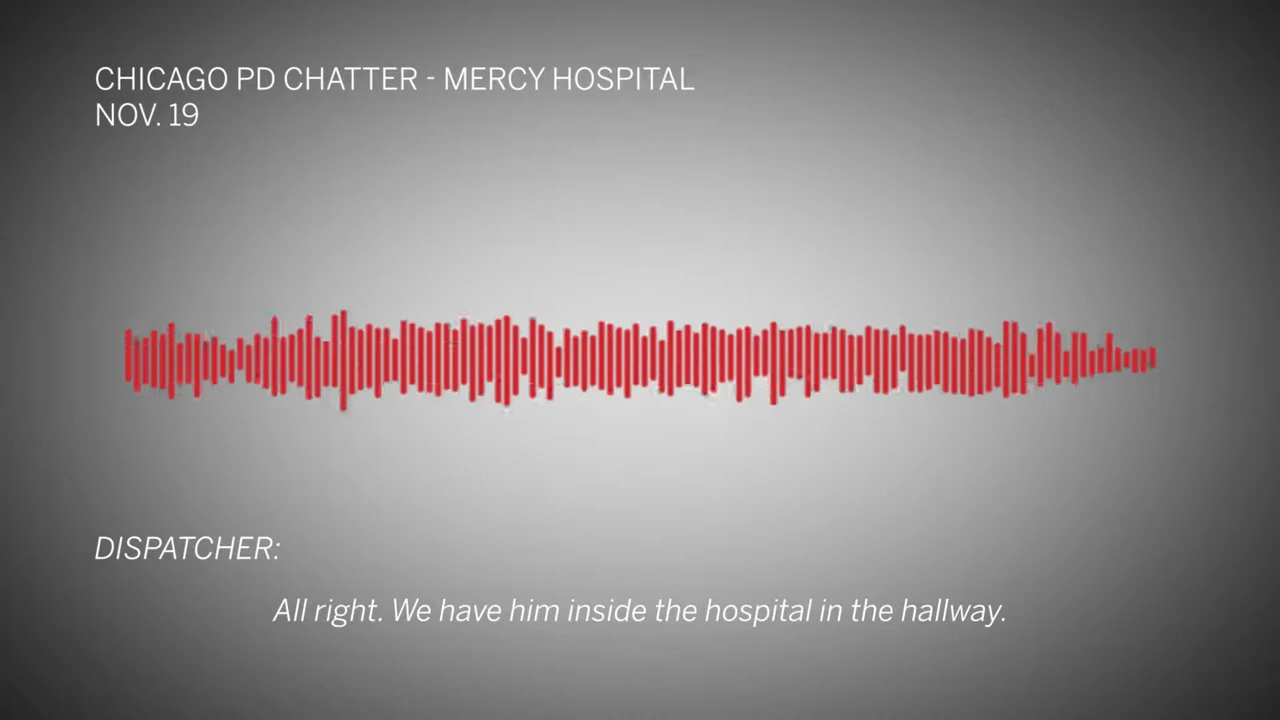 CHICAGO PD CHATTER - MERCY HOSPITAL
NOV. 19
DISPATCHER:
All right. We have him inside the hospital in the hallway.